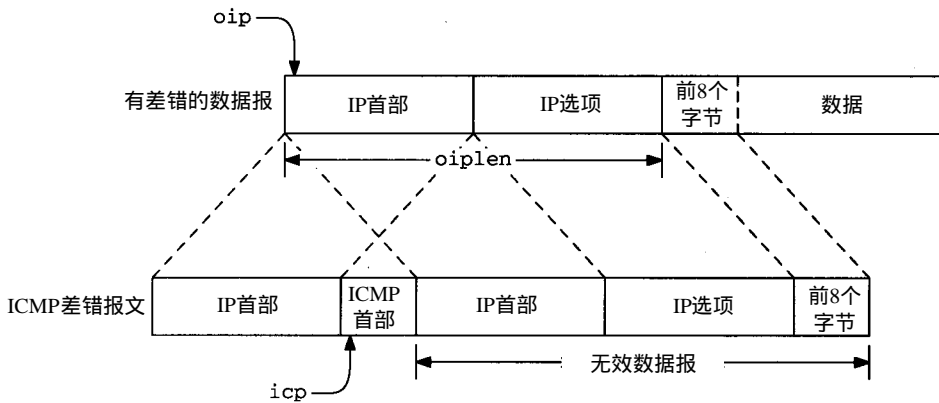 oip
有差错的数据报
IP首部
IP选项
前8个
字节
数据
oiplen
ICMP差错报文
IP首部
ICMP
首部
IP首部
IP选项
前8个
字节
无效数据报
icp